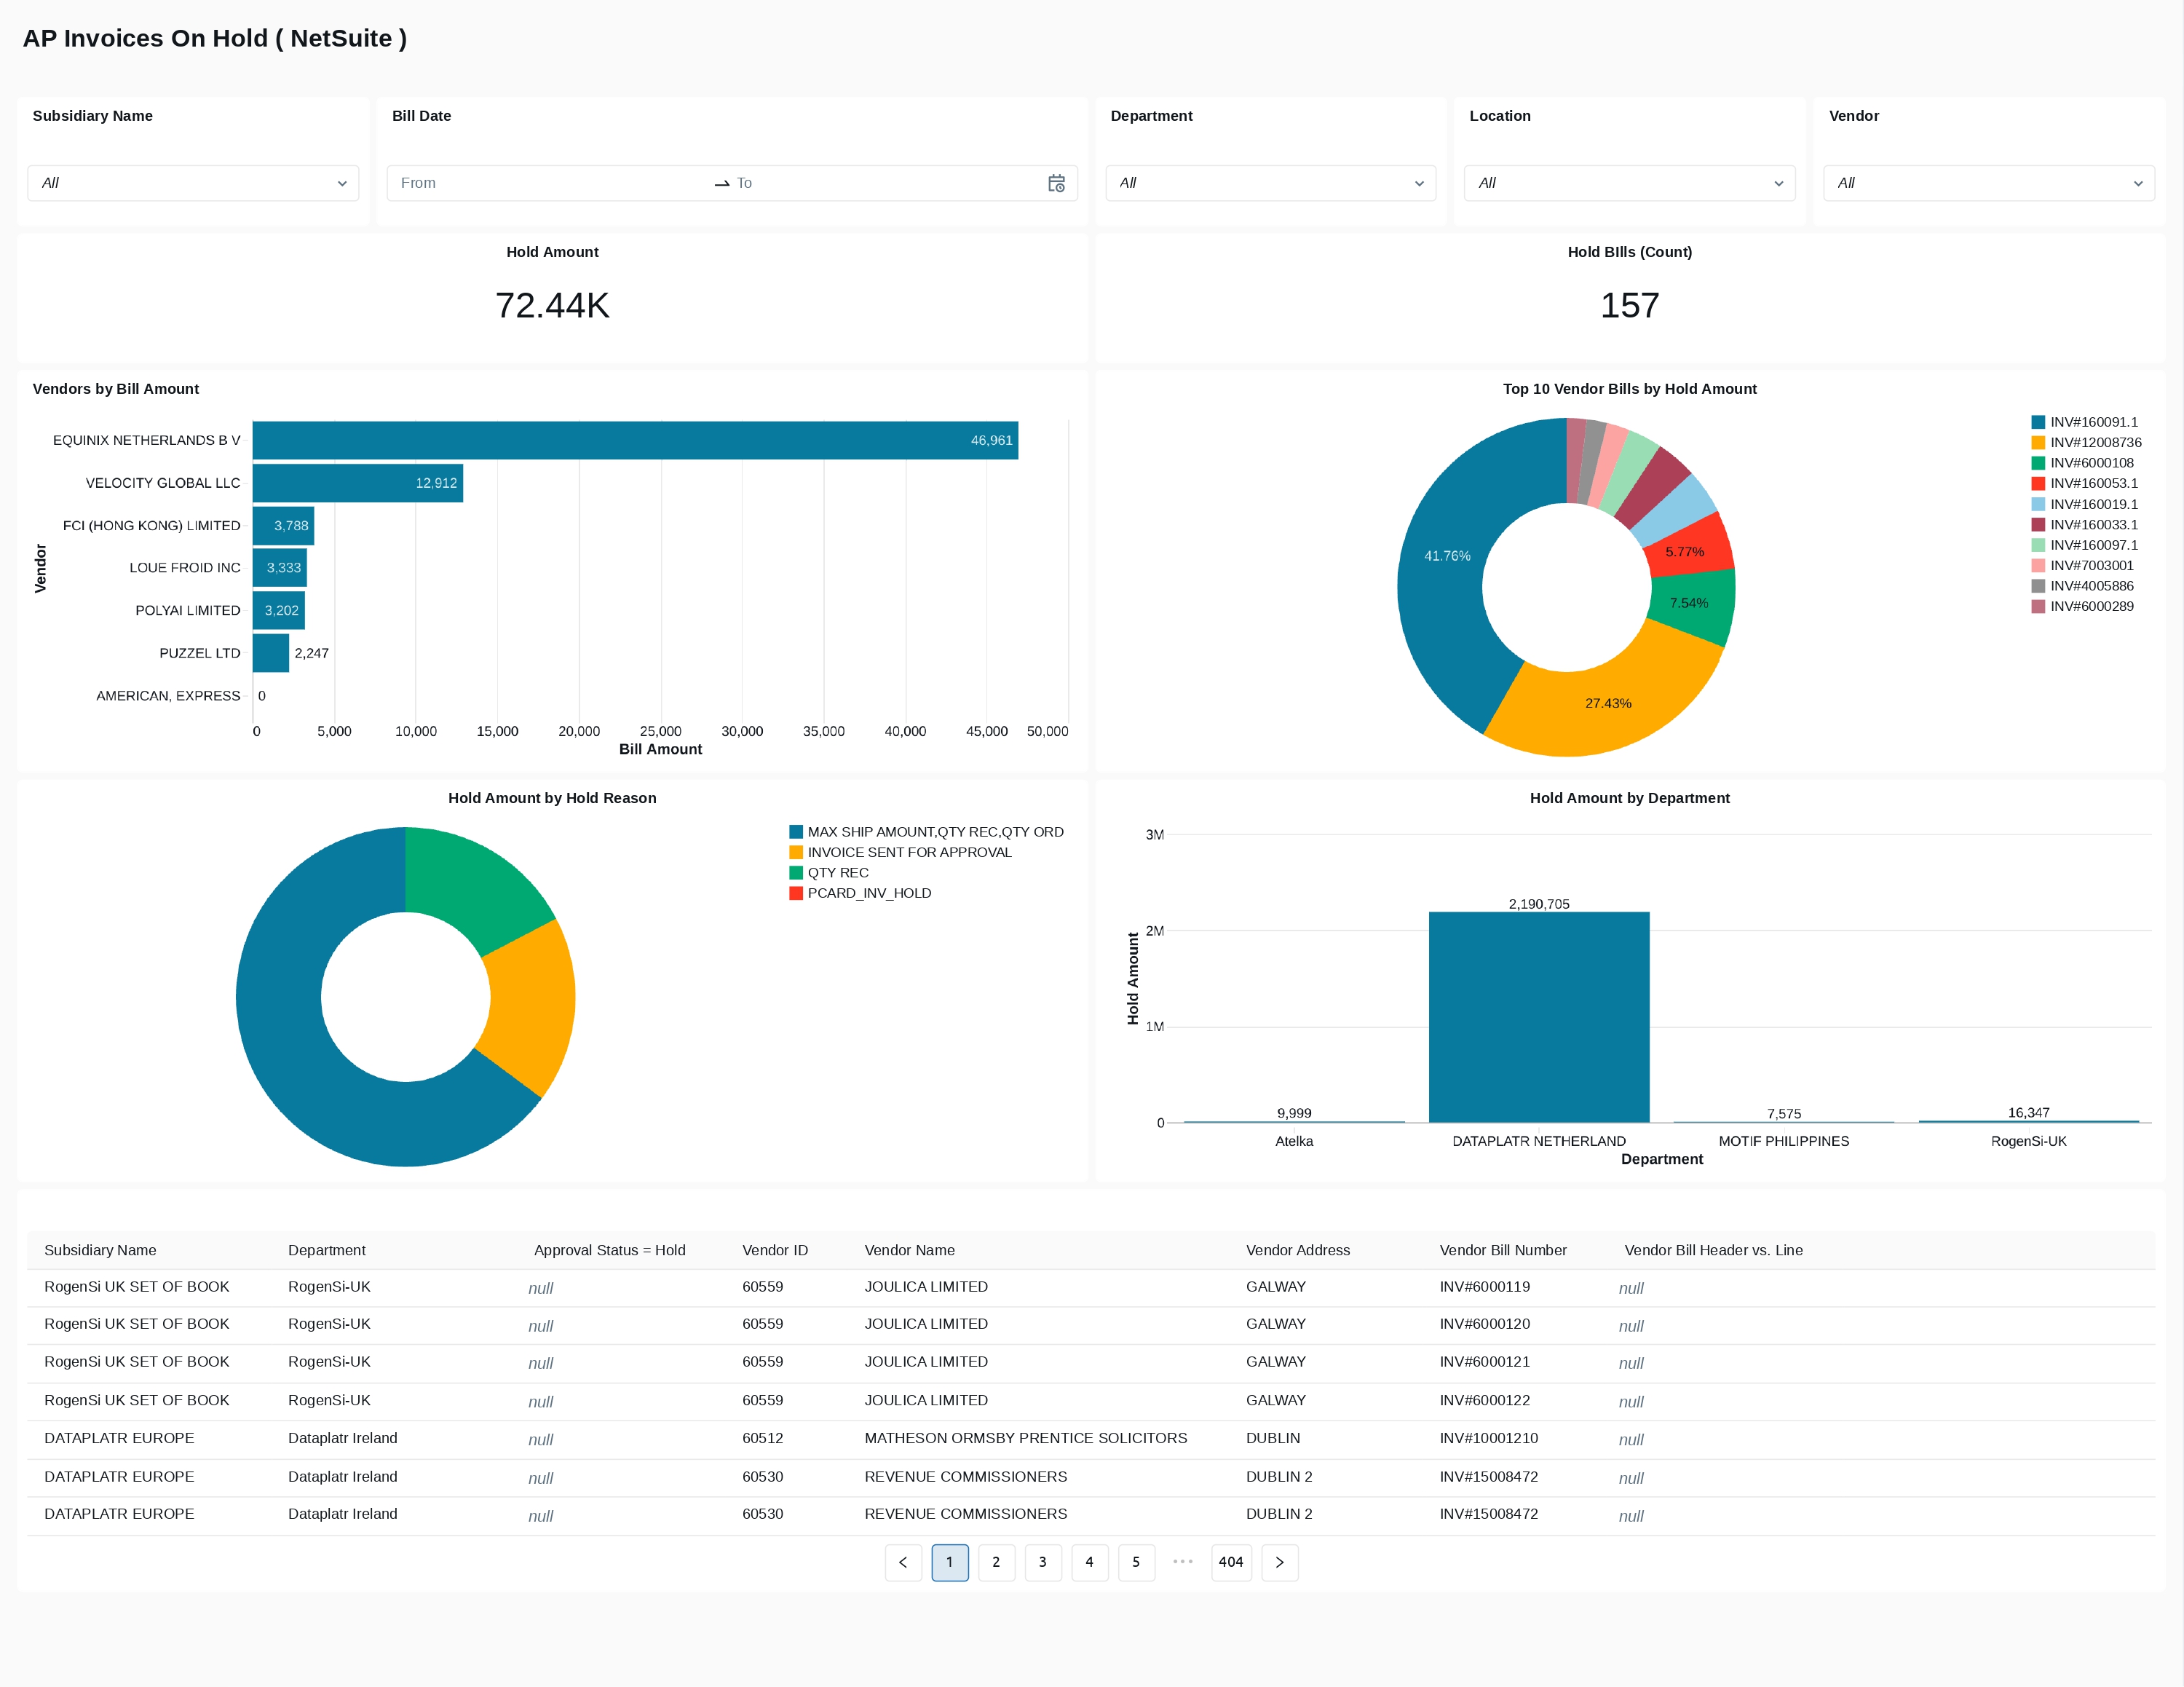 AP Invoices On Hold ( NetSuite )
Subsidiary Name
All
Bill Date
From
To
Department
All
Location
All
Vendor
All
Hold Amount
72.44K
Hold BIlls (Count)
157
Vendors by Bill Amount
Vendor
EQUINIX NETHERLANDS B V
46,961
VELOCITY GLOBAL LLC
12,912
FCI (HONG KONG) LIMITED
3,788
LOUE FROID INC
3,333
POLYAI LIMITED
3,202
PUZZEL LTD
2,247
AMERICAN, EXPRESS
0
0 5,000 10,000 15,000 20,000 25,000 30,000 35,000 40,000 45,000 50,000
Bill Amount
Top 10 Vendor Bills by Hold Amount
41.76%
27.43%
7.54%
5.77%
INV#160091.1
INV#12008736
INV#6000108
INV#160053.1
INV#160019.1
INV#160033.1
INV#160097.1
INV#7003001
INV#4005886
INV#6000289
Hold Amount by Hold Reason
MAX SHIP AMOUNT,QTY REC,QTY ORD
INVOICE SENT FOR APPROVAL
QTY REC
PCARD_INV_HOLD
Hold Amount by Department
Hold Amount
3M
2M
1M
0
9,999
2,190,705
7,575
16,347
Atelka DATAPLATR NETHERLAND MOTIF PHILIPPINES RogenSi-UK
Department
Subsidiary Name Department Approval Status = Hold Vendor ID Vendor Name Vendor Address Vendor Bill Number Vendor Bill Header vs. Line
RogenSi UK SET OF BOOK RogenSi-UK null 60559 JOULICA LIMITED GALWAY INV#6000119 null
RogenSi UK SET OF BOOK RogenSi-UK null 60559 JOULICA LIMITED GALWAY INV#6000120 null
RogenSi UK SET OF BOOK RogenSi-UK null 60559 JOULICA LIMITED GALWAY INV#6000121 null
RogenSi UK SET OF BOOK RogenSi-UK null 60559 JOULICA LIMITED GALWAY INV#6000122 null
DATAPLATR EUROPE Dataplatr Ireland null 60512 MATHESON ORMSBY PRENTICE SOLICITORS DUBLIN INV#10001210 null
DATAPLATR EUROPE Dataplatr Ireland null 60530 REVENUE COMMISSIONERS DUBLIN 2 INV#15008472 null
DATAPLATR EUROPE Dataplatr Ireland null 60530 REVENUE COMMISSIONERS DUBLIN 2 INV#15008472 null
1 2 3 4 5 ••• 404